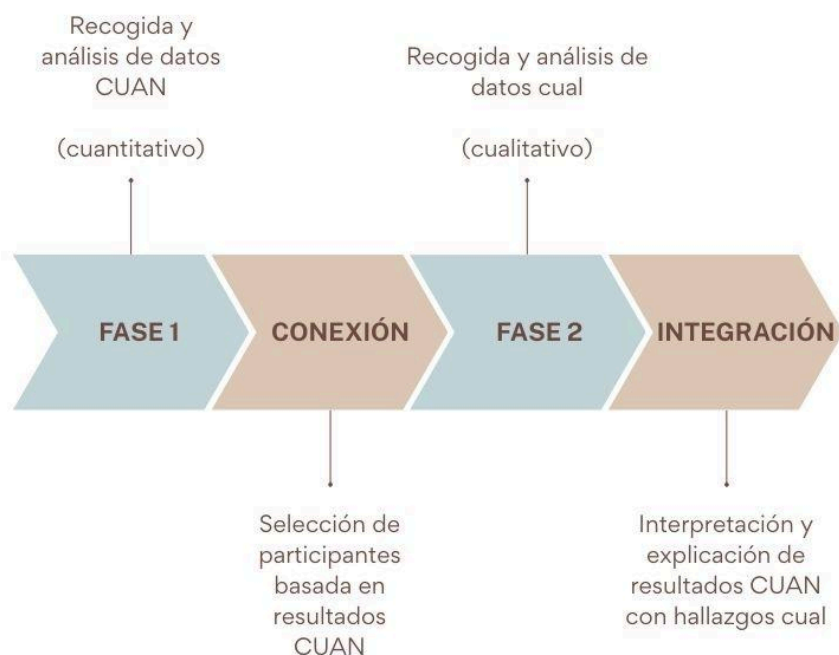 Recogida y
análisis de datos
CUAN
(cuantitativo)
Recogida y análisis de
datos cual
(cualitativo)
FASE 1
CONEXIÓN
FASE 2
INTEGRACIÓN
Selección de
participantes
basada en
resultados
CUAN
Interpretación y
explicación de
resultados CUAN
con hallazgos cual